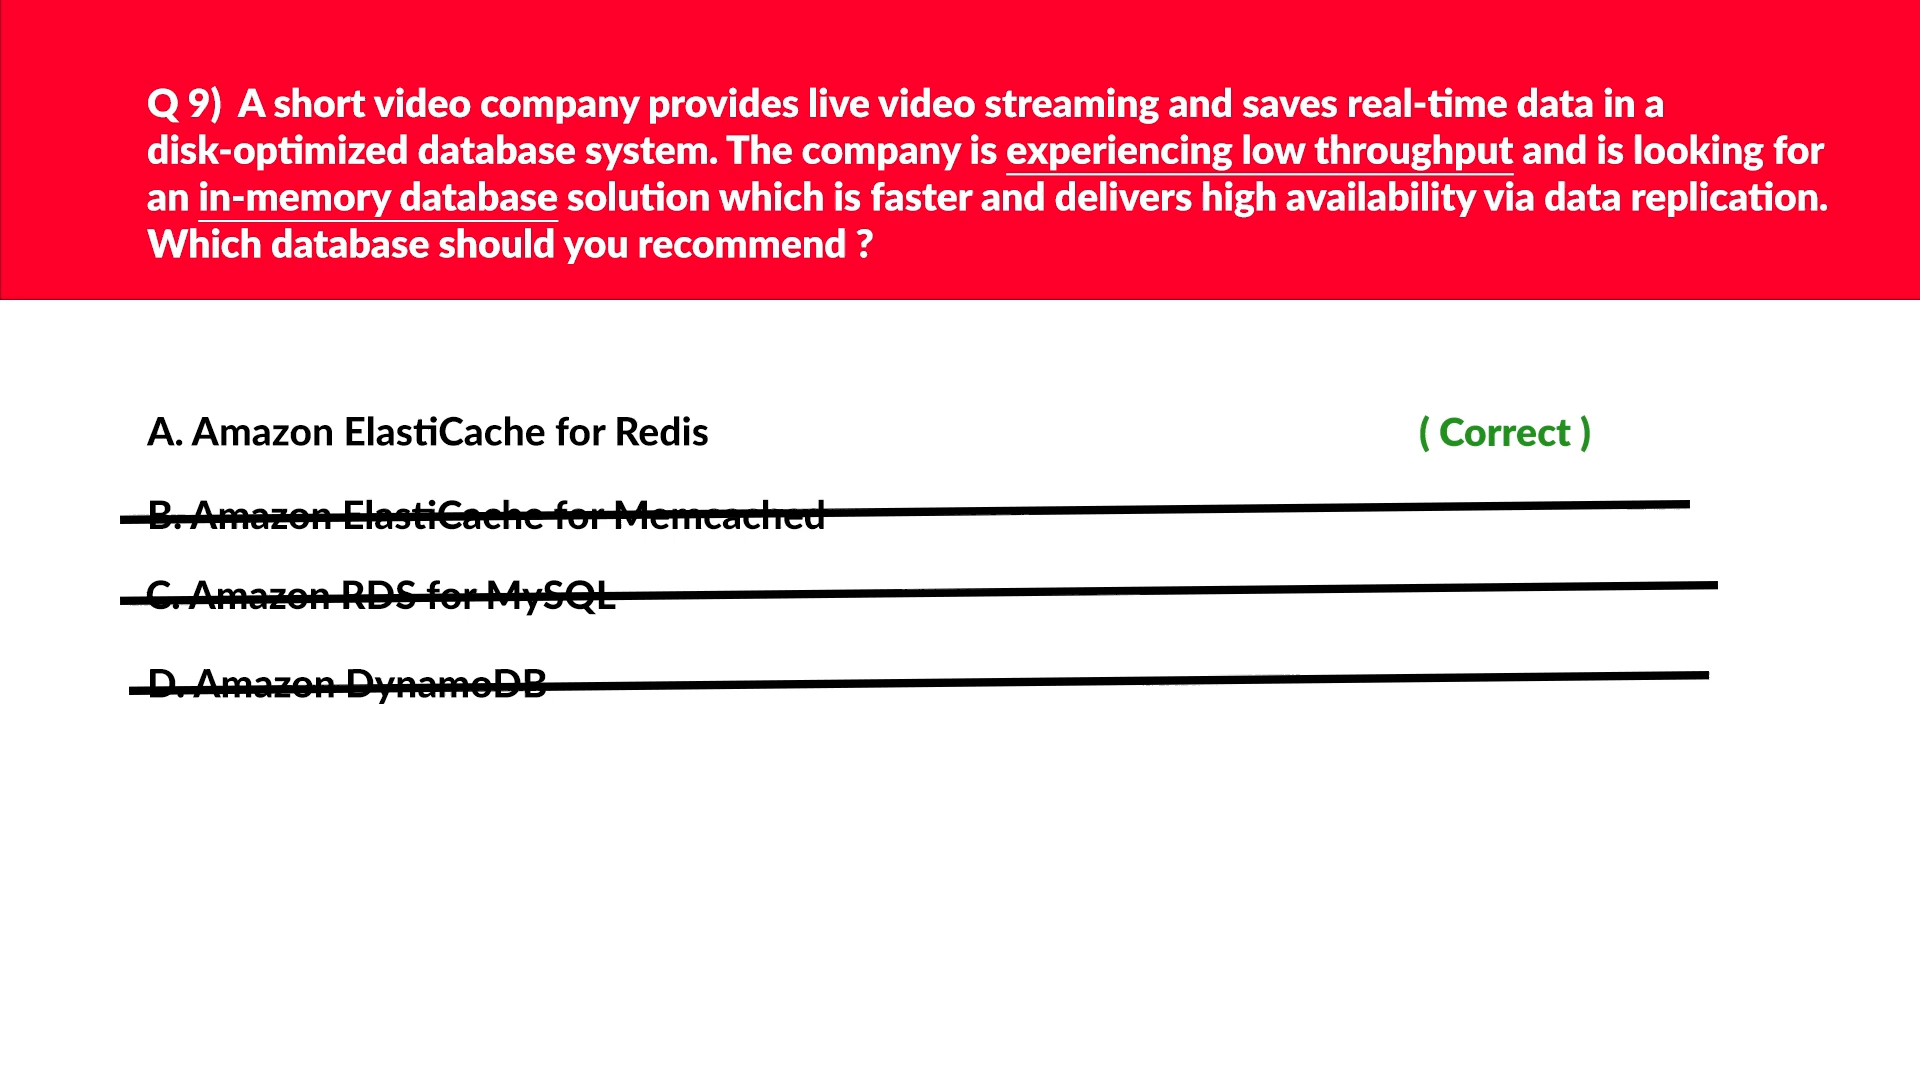 Q 9) A short video company provides live video streaming and saves real-time data in a
disk-optimized database system. The company is experiencing low throughput and is looking for
an in-memory database solution which is faster and delivers high availability via data replication.
Which database should you recommend ?
A. Amazon ElastiCache for Redis ( Correct )
B. Amazon ElastiCache for Memcached
C. Amazon RDS for MySQL
D. Amazon DynamoDB